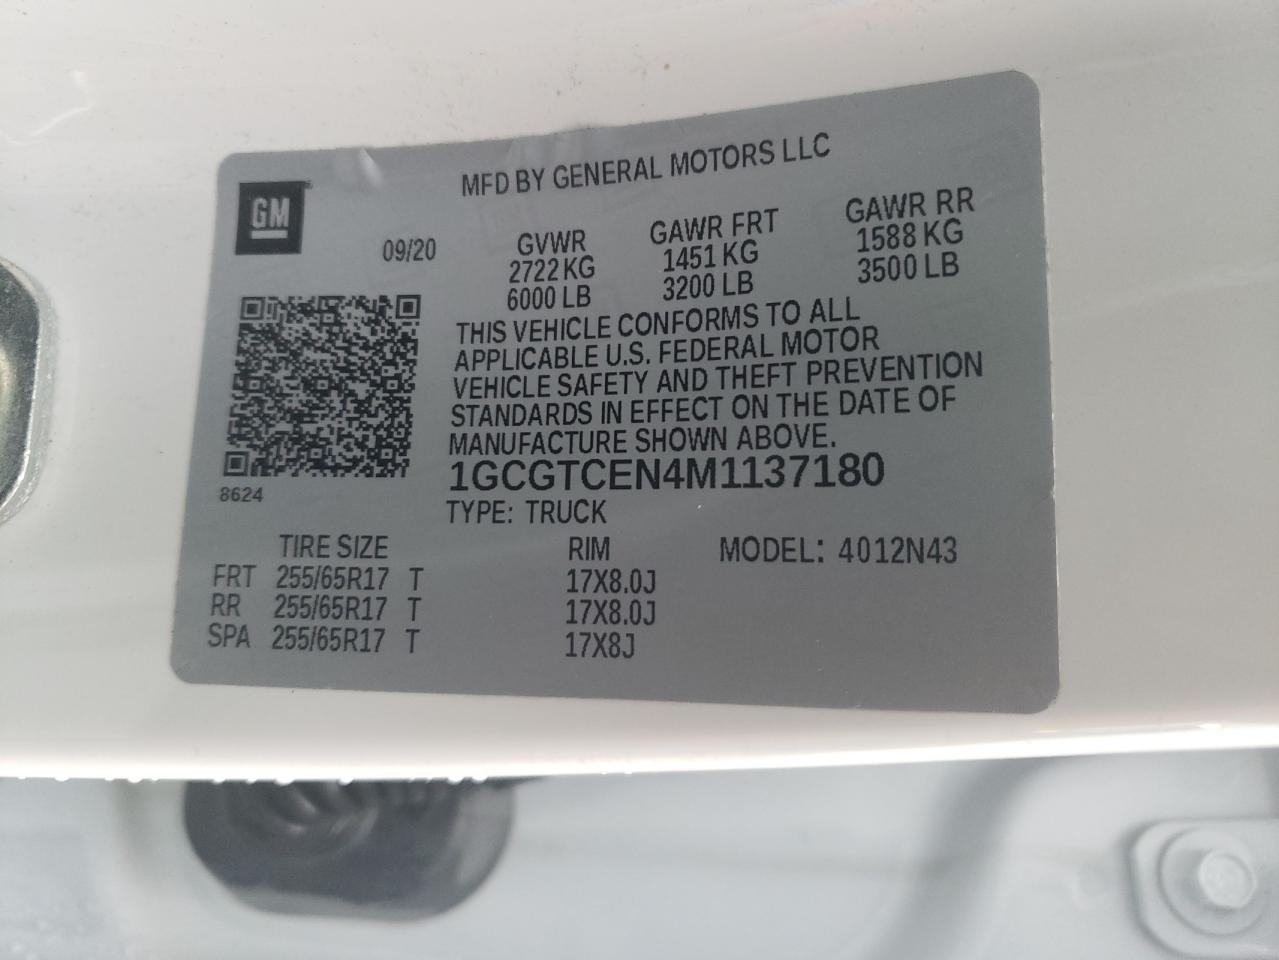 MFD BY GENERAL MOTORS LLC
GM
09/20
GVWR GAWR FRT GAWR RR
2722 KG 1451 KG 1588 KG
6000 LB 3200 LB 3500 LB
THIS VEHICLE CONFORMS TO ALL
APPLICABLE U.S. FEDERAL MOTOR
VEHICLE SAFETY AND THEFT PREVENTION
STANDARDS IN EFFECT ON THE DATE OF
MANUFACTURE SHOWN ABOVE.
1GCGTCEN4M1137180
8624
TYPE: TRUCK
TIRE SIZE RIM MODEL: 4012N43
FRT 255/65R17 T 17X8.0J
RR 255/65R17 T 17X8.0J
SPA 255/65R17 T 17X8J